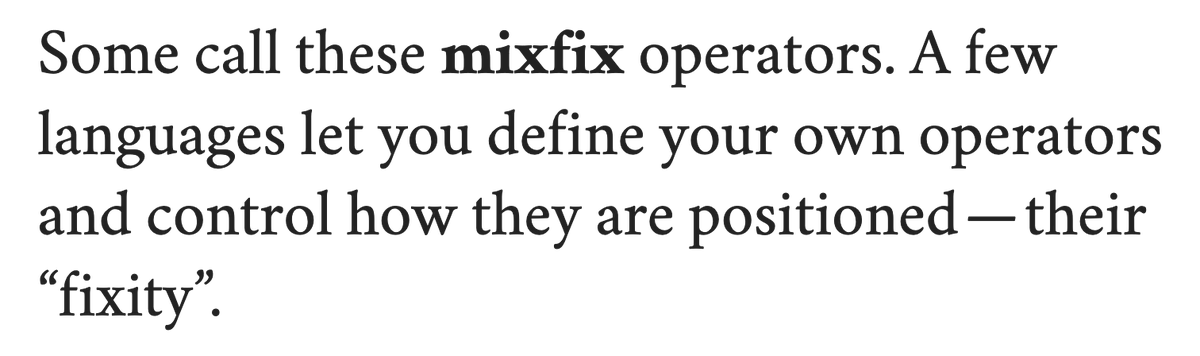 Some call these mixfix operators. A few
languages let you define your own operators
and control how they are positioned — their
“fixity”.